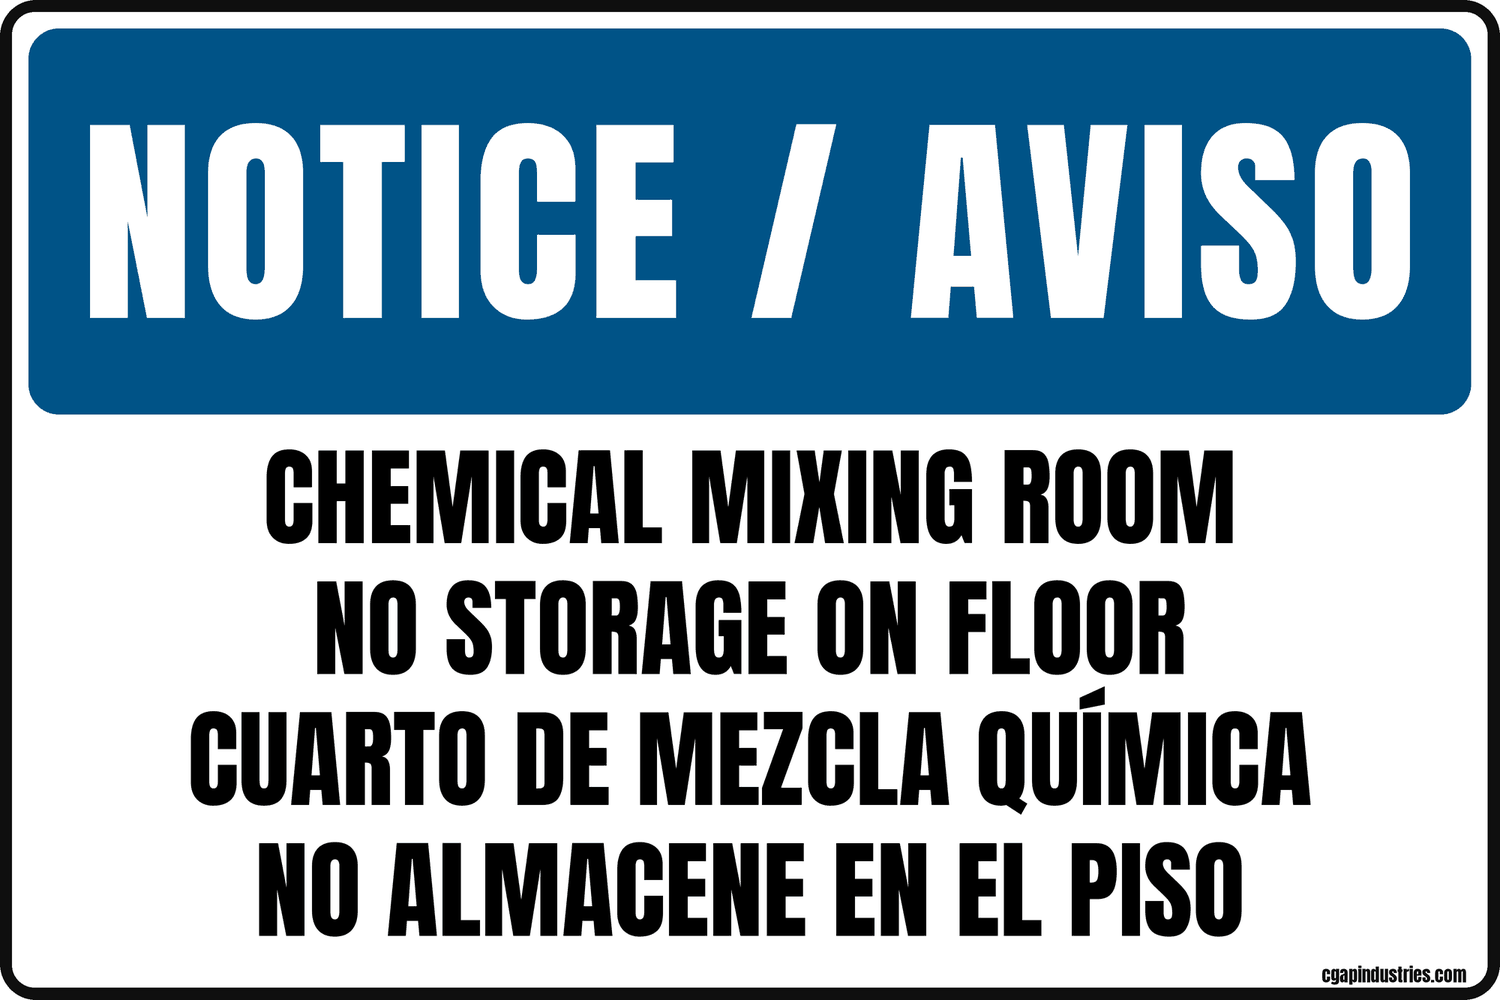 NOTICE / AVISO
CHEMICAL MIXING ROOM
NO STORAGE ON FLOOR
CUARTO DE MEZCLA QUÍMICA
NO ALMACENE EN EL PISO
cgapindustries.com